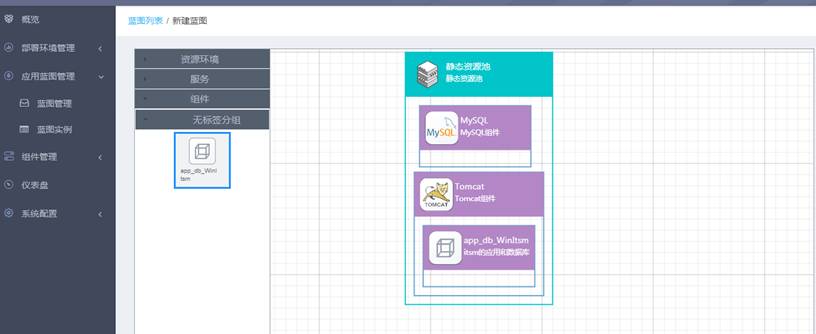 概览
部署环境管理
应用蓝图管理
蓝图管理
蓝图实例
组件管理
仪表盘
系统配置
蓝图列表 / 新建蓝图
资源环境
服务
组件
无标签分组
app_db_WinI
tsm
静态资源池
静态资源池
MySQL
MySQL
MySQL组件
Tomcat
TOMCAT
Tomcat组件
app_db_WinItsm
itsm的应用和数据库